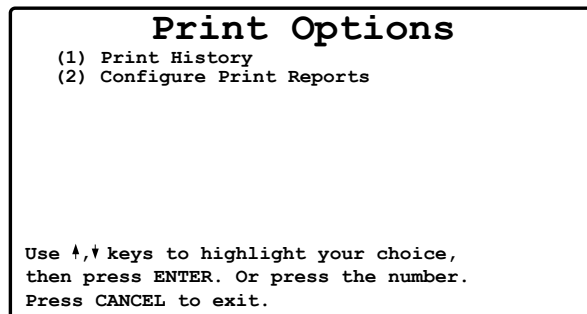 Print Options
(1) Print History
(2) Configure Print Reports
Use ↑,↓ keys to highlight your choice,
then press ENTER. Or press the number.
Press CANCEL to exit.